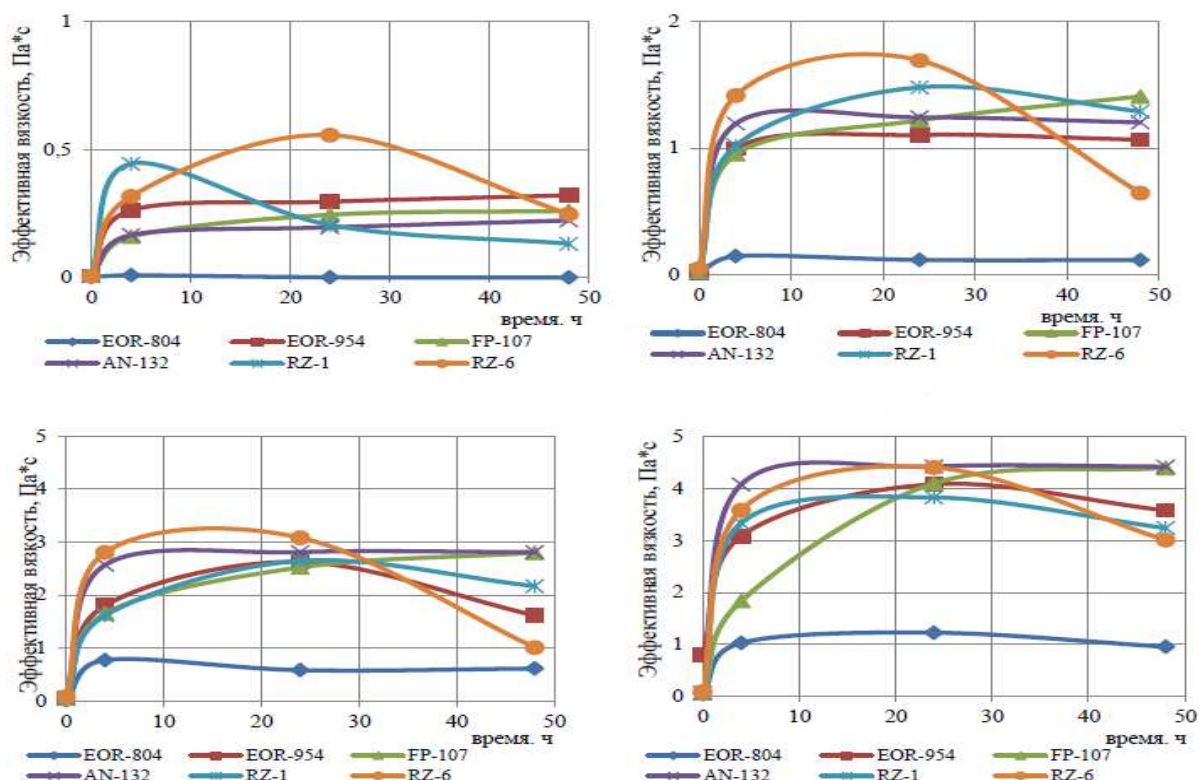 Эффективная вязкость, Па*с
1
0,5
0
0 10 20 30 40 50
время. ч
EOR-804 EOR-954 FP-107
AN-132 RZ-1 RZ-6
Эффективная вязкость, Па*с
2
1
0
0 10 20 30 40 50
время. ч
EOR-804 EOR-954 FP-107
AN-132 RZ-1 RZ-6
Эффективная вязкость, Па*с
5
4
3
2
1
0
0 10 20 30 40 50
время. ч
EOR-804 EOR-954 FP-107
AN-132 RZ-1 RZ-6
Эффективная вязкость, Па*с
5
4
3
2
1
0
0 10 20 30 40 50
время. ч
EOR-804 EOR-954 FP-107
AN-132 RZ-1 RZ-6